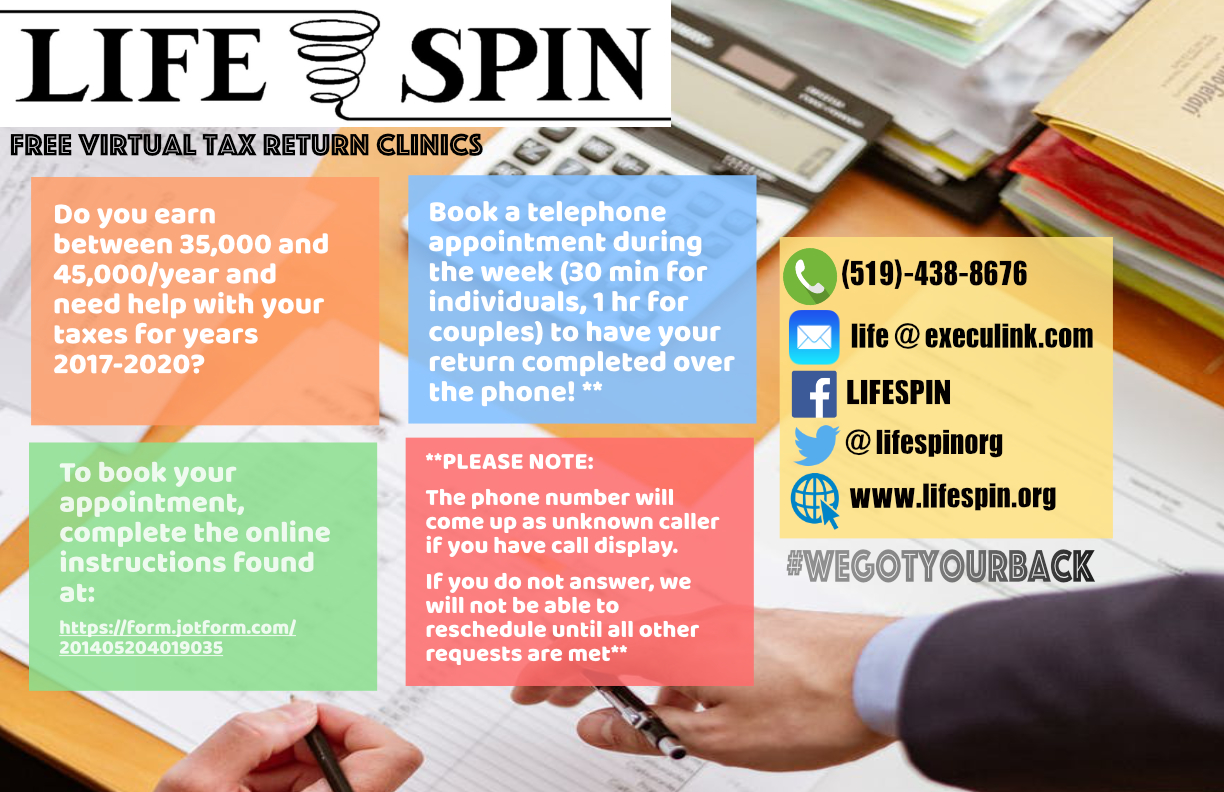 LIFE SPIN
FREE VIRTUAL TAX RETURN CLINICS
Do you earn
between 35,000 and
45,000/year and
need help with your
taxes for years
2017-2020?
Book a telephone
appointment during
the week (30 min for
individuals, 1 hr for
couples) to have your
return completed over
the phone! **
To book your
appointment,
complete the online
instructions found
at:
https://form.jotform.com/
201405204019035
**PLEASE NOTE:
The phone number will
come up as unknown caller
if you have call display.
If you do not answer, we
will not be able to
reschedule until all other
requests are met**
(519)-438-8676
life @ execulink.com
LIFESPIN
@ lifespinorg
www.lifespin.org
#WEGOTYOURBACK